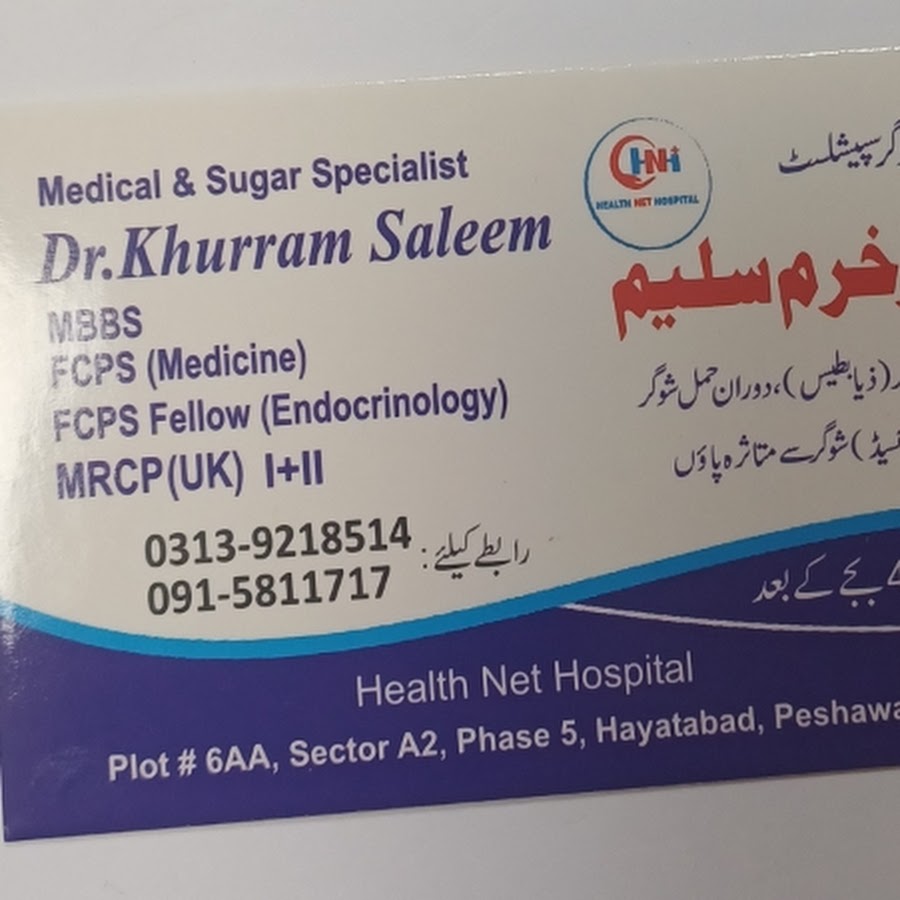 Medical & Sugar Specialist
Dr.Khurram Saleem
MBBS
FCPS (Medicine)
FCPS Fellow (Endocrinology)
MRCP(UK) I+II
0313-9218514
091-5811717
رابطے کیلئے:
HNH
HEALTH NET HOSPITAL
سپیشلسٹ
خرم سلیم
(ذیابطیس)، دوران حمل شوگر
) شوگر سے متاثرہ پاؤں
بجے کے بعد
Health Net Hospital
Plot # 6AA, Sector A2, Phase 5, Hayatabad, Peshawa